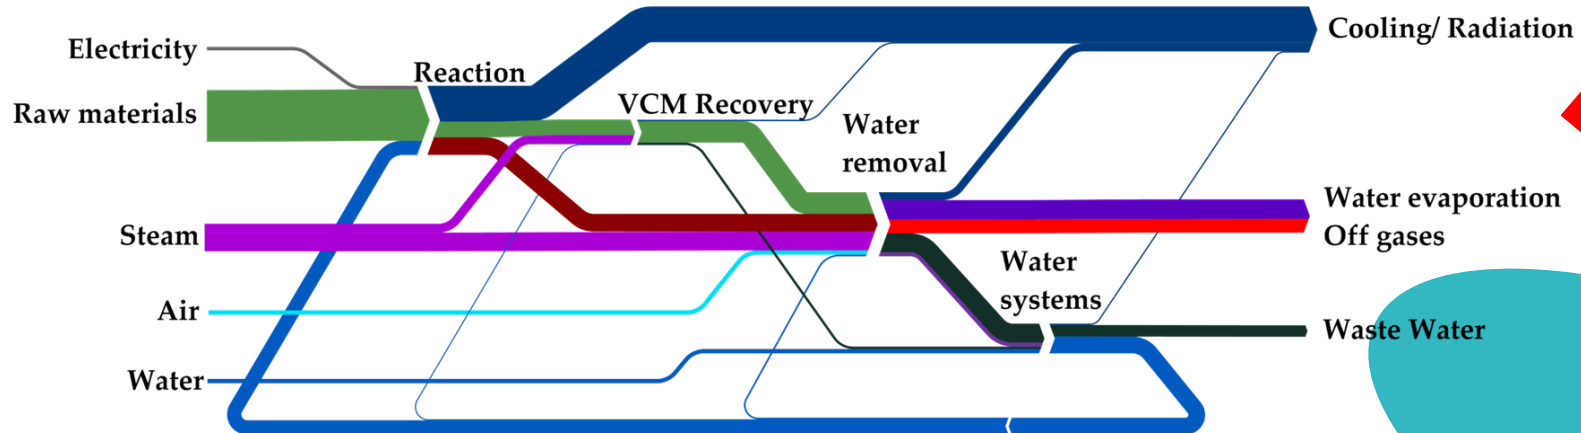 Electricity
Reaction
Cooling/ Radiation
Raw materials
VCM Recovery
Water
removal
Steam
Water evaporation
Off gases
Air
Water
systems
Waste Water
Water